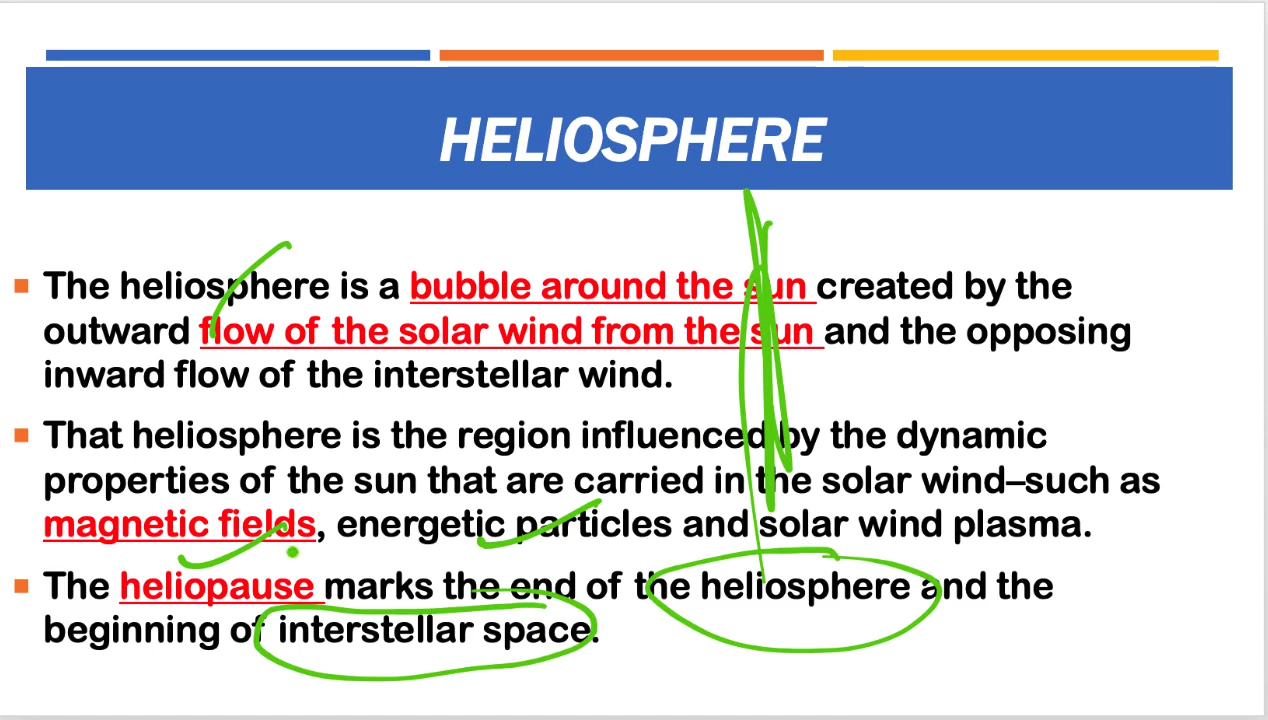 HELIOSPHERE
The heliosphere is a bubble around the sun created by the
outward flow of the solar wind from the sun and the opposing
inward flow of the interstellar wind.
That heliosphere is the region influenced by the dynamic
properties of the sun that are carried in the solar wind–such as
magnetic fields, energetic particles and solar wind plasma.
The heliopause marks the end of the heliosphere and the
beginning of interstellar space.